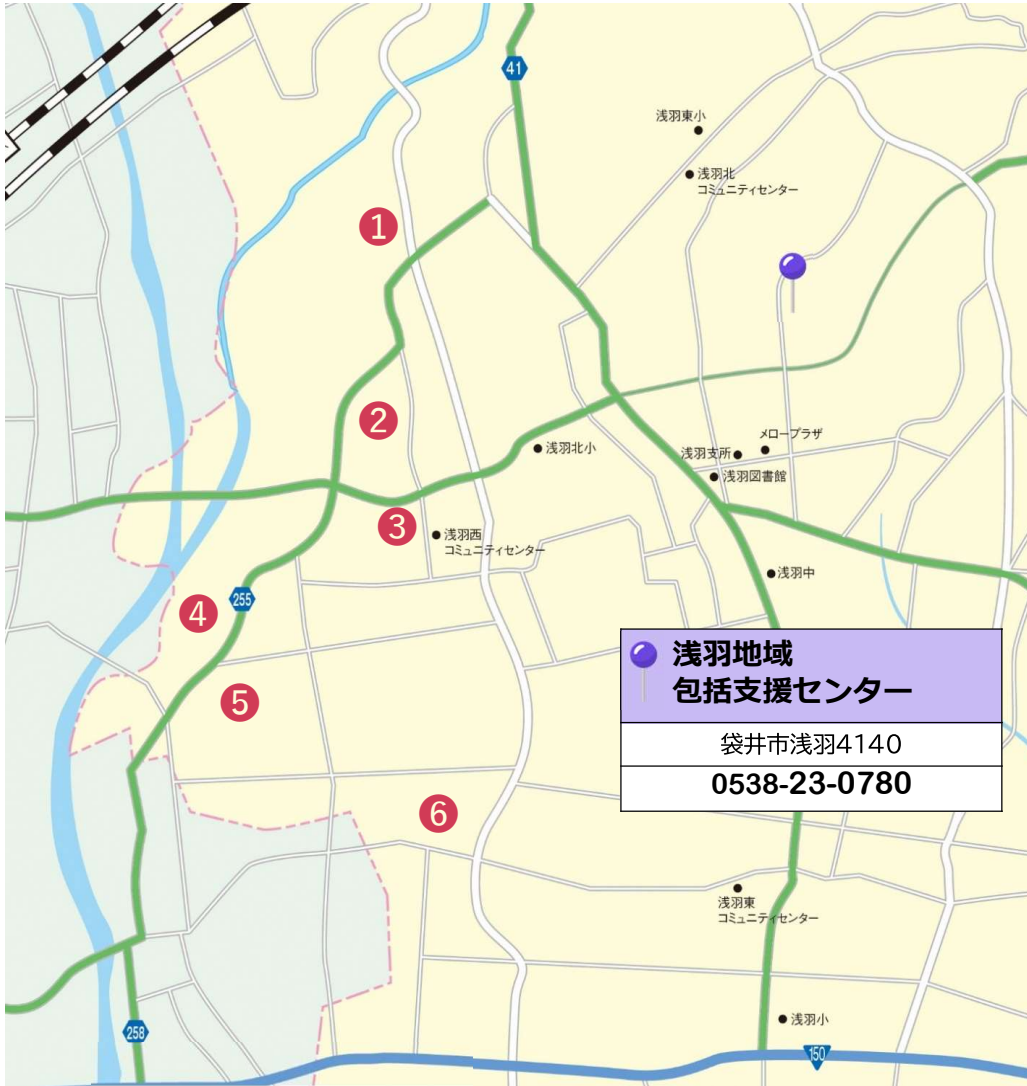 41
浅羽東小
浅羽北
コミュニティセンター
1
2
浅羽北小
メロープラザ
浅羽支所
浅羽図書館
3
浅羽西
コミュニティセンター
浅羽中
4
255
5
浅羽地域
包括支援センター
袋井市浅羽4140
0538-23-0780
6
浅羽東
コミュニティセンター
浅羽小
258
150